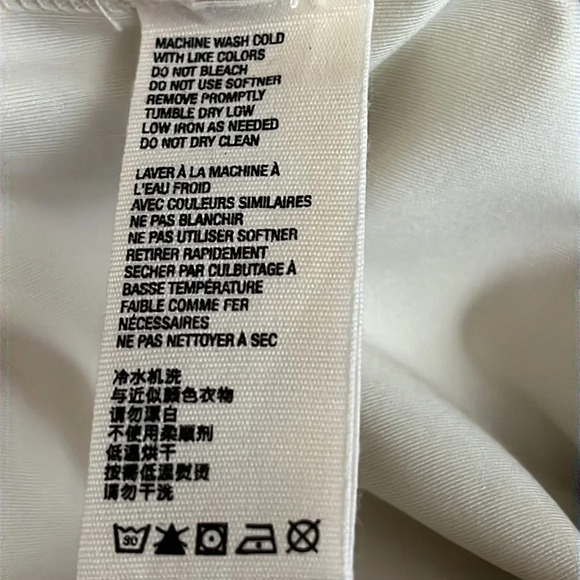 MACHINE WASH COLD
WITH LIKE COLORS
DO NOT BLEACH
DO NOT USE SOFTNER
REMOVE PROMPTLY
TUMBLE DRY LOW
LOW IRON AS NEEDED
DO NOT DRY CLEAN
LAVER À LA MACHINE À
L'EAU FROID
AVEC COULEURS SIMILAIRES
NE PAS BLANCHIR
NE PAS UTILISER SOFTNER
RETIRER RAPIDEMENT
SECHER PAR CULBUTAGE À
BASSE TEMPÉRATURE
FAIBLE COMME FER
NÉCESSAIRES
NE PAS NETTOYER À SEC
冷水机洗
与近似颜色衣物
请勿漂白
不使用柔顺剂
低温烘干
按需低温熨烫
请勿干洗
30